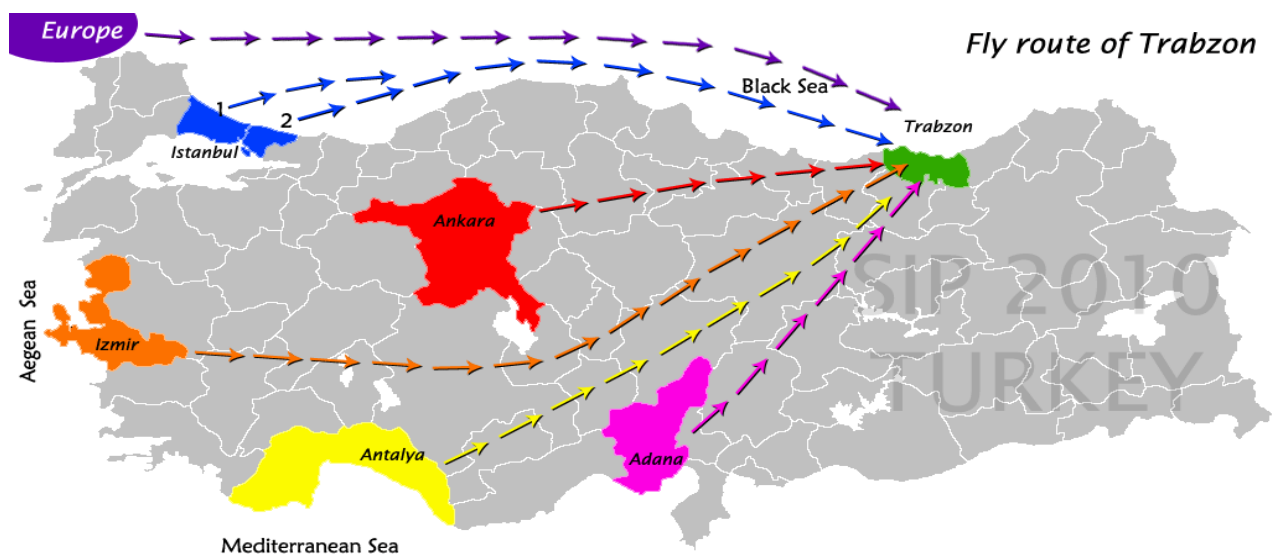 Europe
Fly route of Trabzon
Black Sea
1
2
Trabzon
Istanbul
Ankara
SIP 2010
TURKEY
Aegean Sea
Izmir
Antalya
Adana
Mediterranean Sea